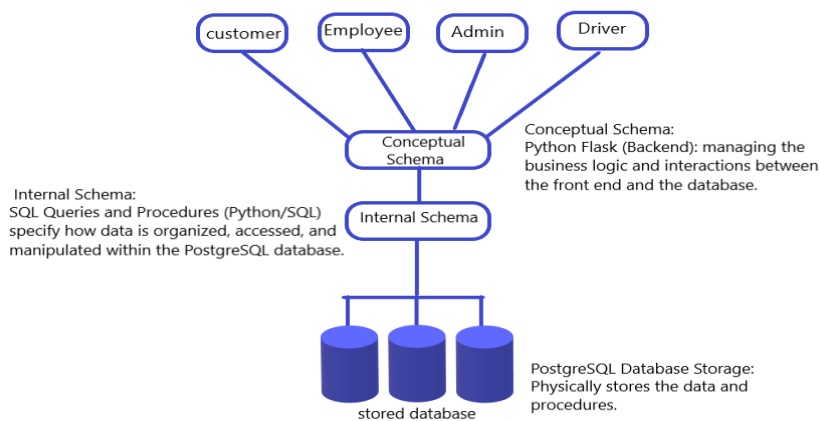 customer
Employee
Admin
Driver
Conceptual
Schema
Conceptual Schema:
Python Flask (Backend): managing the
business logic and interactions between
the front end and the database.
Internal Schema:
SQL Queries and Procedures (Python/SQL)
specify how data is organized, accessed, and
manipulated within the PostgreSQL database.
Internal Schema
PostgreSQL Database Storage:
Physically stores the data and
procedures.
stored database